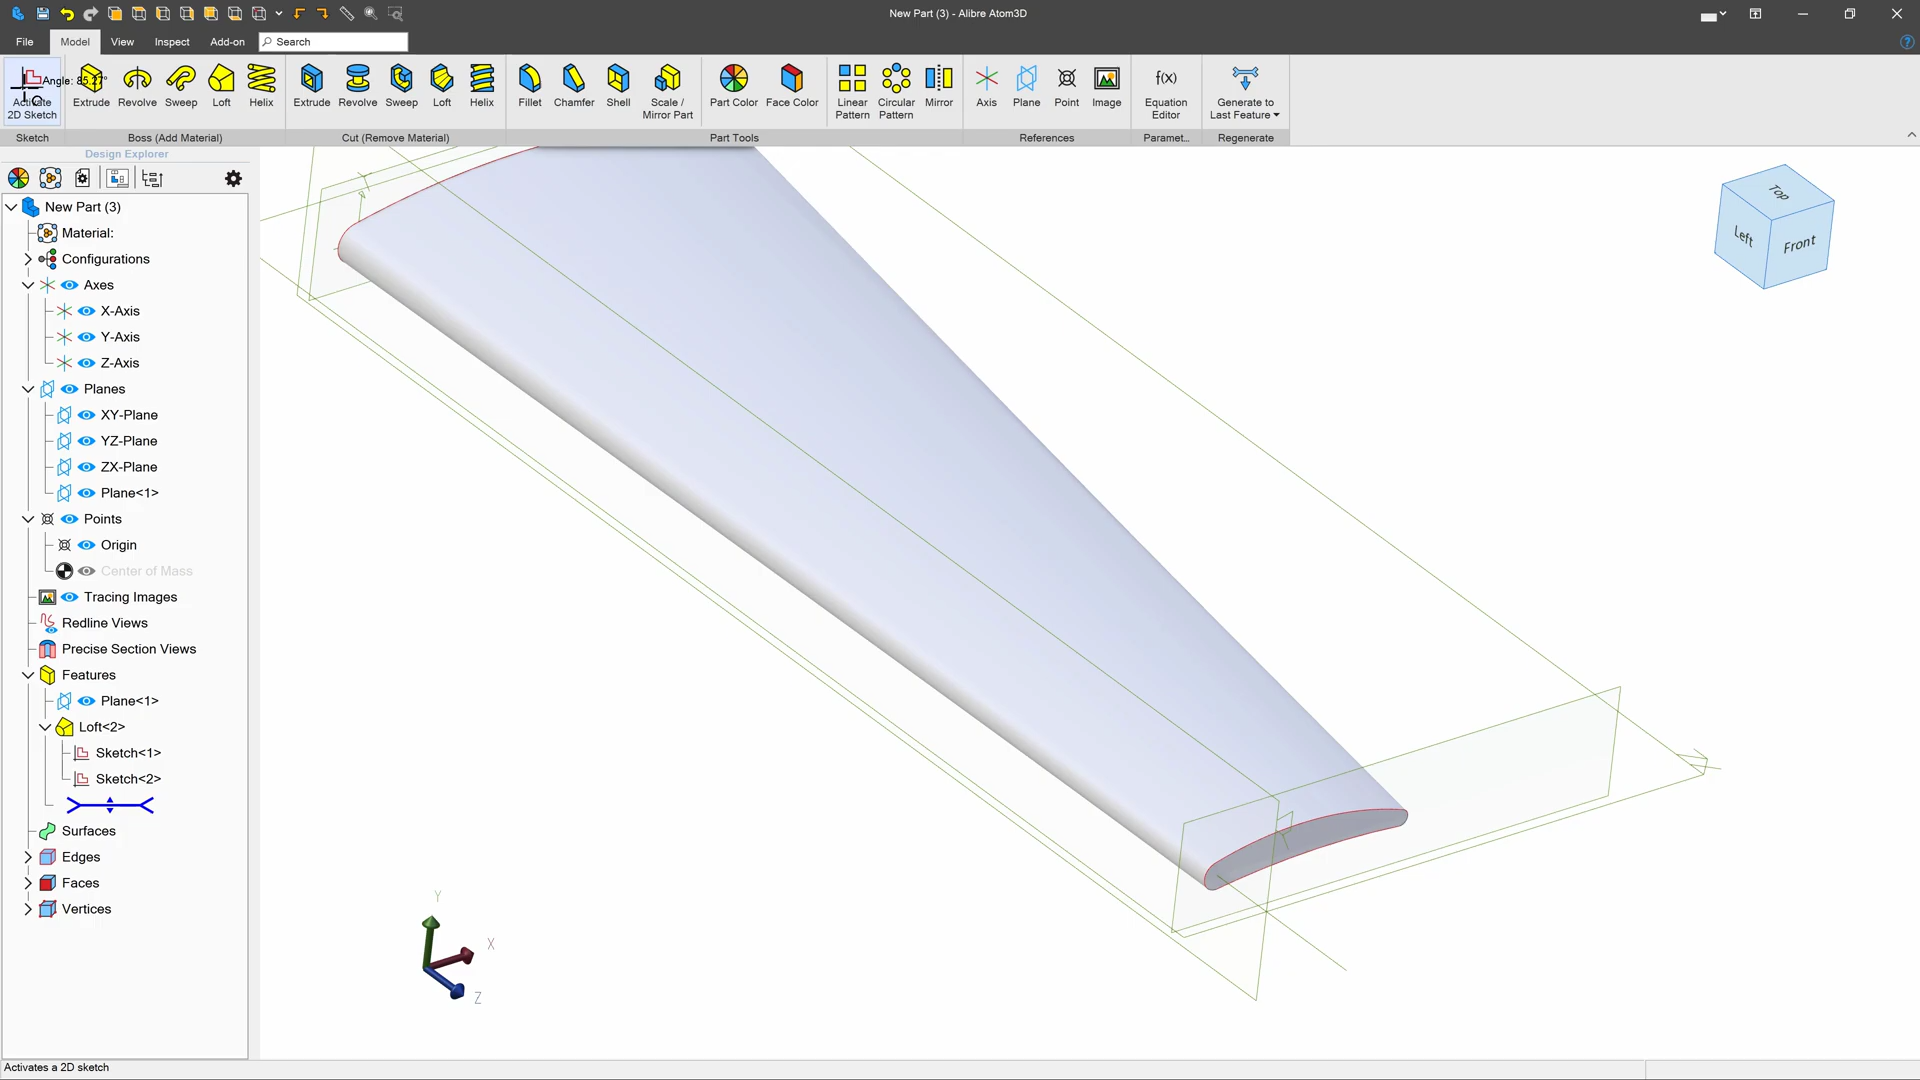 New Part (3) - Alibre Atom3D
File Model View Inspect Add-on Search
Angle: 85.27°
Activate
2D Sketch
Extrude Revolve Sweep Loft Helix
Extrude Revolve Sweep Loft Helix
Fillet Chamfer Shell Scale /
Mirror Part
Part Color Face Color
Linear
Pattern
Circular
Pattern
Mirror
Axis Plane Point Image
f(x)
Equation
Editor
Generate to
Last Feature
Sketch Boss (Add Material) Cut (Remove Material) Part Tools References Paramet... Regenerate
Design Explorer
New Part (3)
Material:
Configurations
Axes
X-Axis
Y-Axis
Z-Axis
Planes
XY-Plane
YZ-Plane
ZX-Plane
Plane<1>
Points
Origin
Center of Mass
Tracing Images
Redline Views
Precise Section Views
Features
Plane<1>
Loft<2>
Sketch<1>
Sketch<2>
Surfaces
Edges
Faces
Vertices
Top
Left Front
Y
X
Z
Activates a 2D sketch